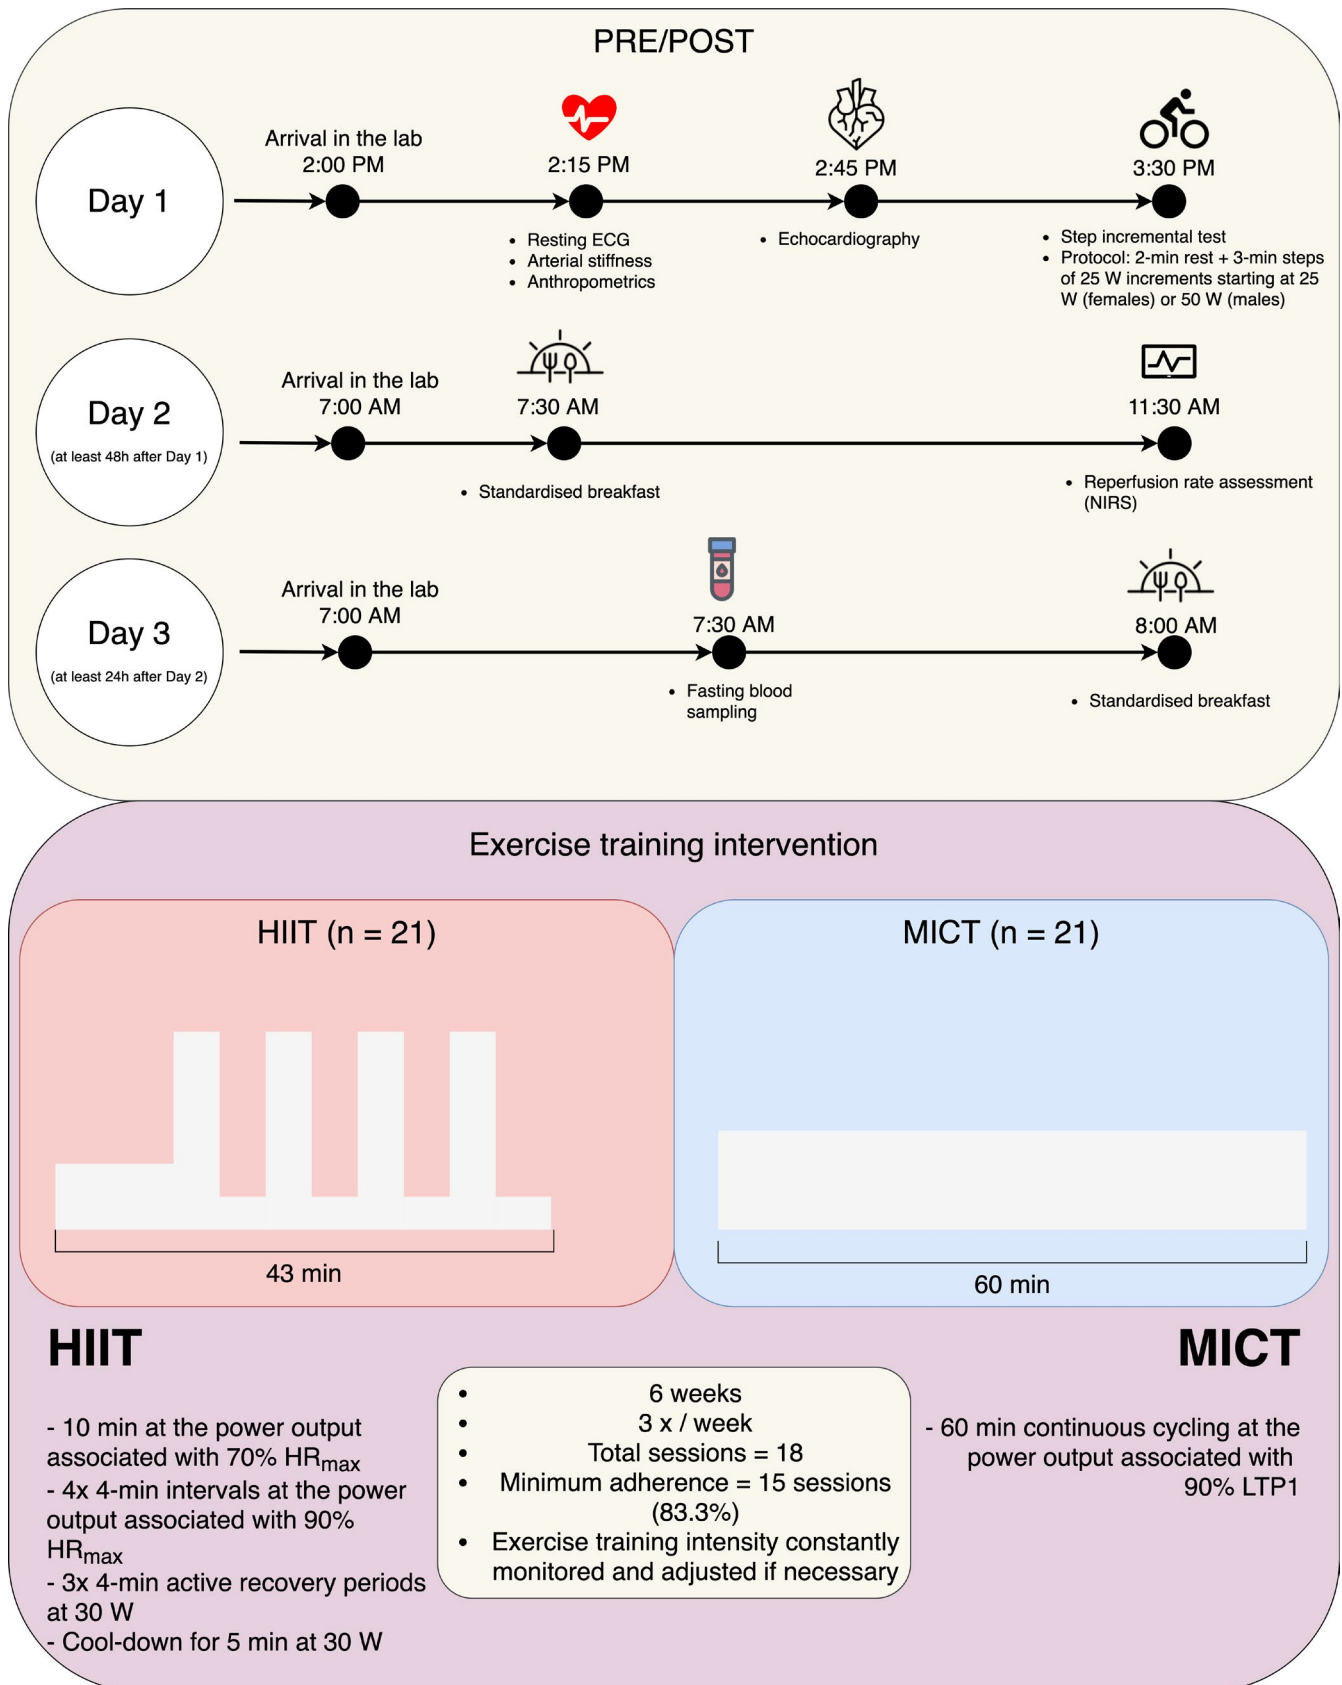 PRE/POST
Day 1
Arrival in the lab
2:00 PM
2:15 PM
• Resting ECG
• Arterial stiffness
• Anthropometrics
2:45 PM
• Echocardiography
3:30 PM
• Step incremental test
• Protocol: 2-min rest + 3-min steps
of 25 W increments starting at 25
W (females) or 50 W (males)
Day 2
(at least 48h after Day 1)
Arrival in the lab
7:00 AM
7:30 AM
• Standardised breakfast
11:30 AM
• Reperfusion rate assessment
(NIRS)
Day 3
(at least 24h after Day 2)
Arrival in the lab
7:00 AM
7:30 AM
• Fasting blood
sampling
8:00 AM
• Standardised breakfast
Exercise training intervention
HIIT (n = 21)
43 min
MICT (n = 21)
60 min
HIIT
- 10 min at the power output
associated with 70% HRmax
- 4x 4-min intervals at the power
output associated with 90%
HRmax
- 3x 4-min active recovery periods
at 30 W
- Cool-down for 5 min at 30 W
• 6 weeks
• 3 x / week
• Total sessions = 18
• Minimum adherence = 15 sessions
(83.3%)
• Exercise training intensity constantly
monitored and adjusted if necessary
MICT
- 60 min continuous cycling at the
power output associated with
90% LTP1